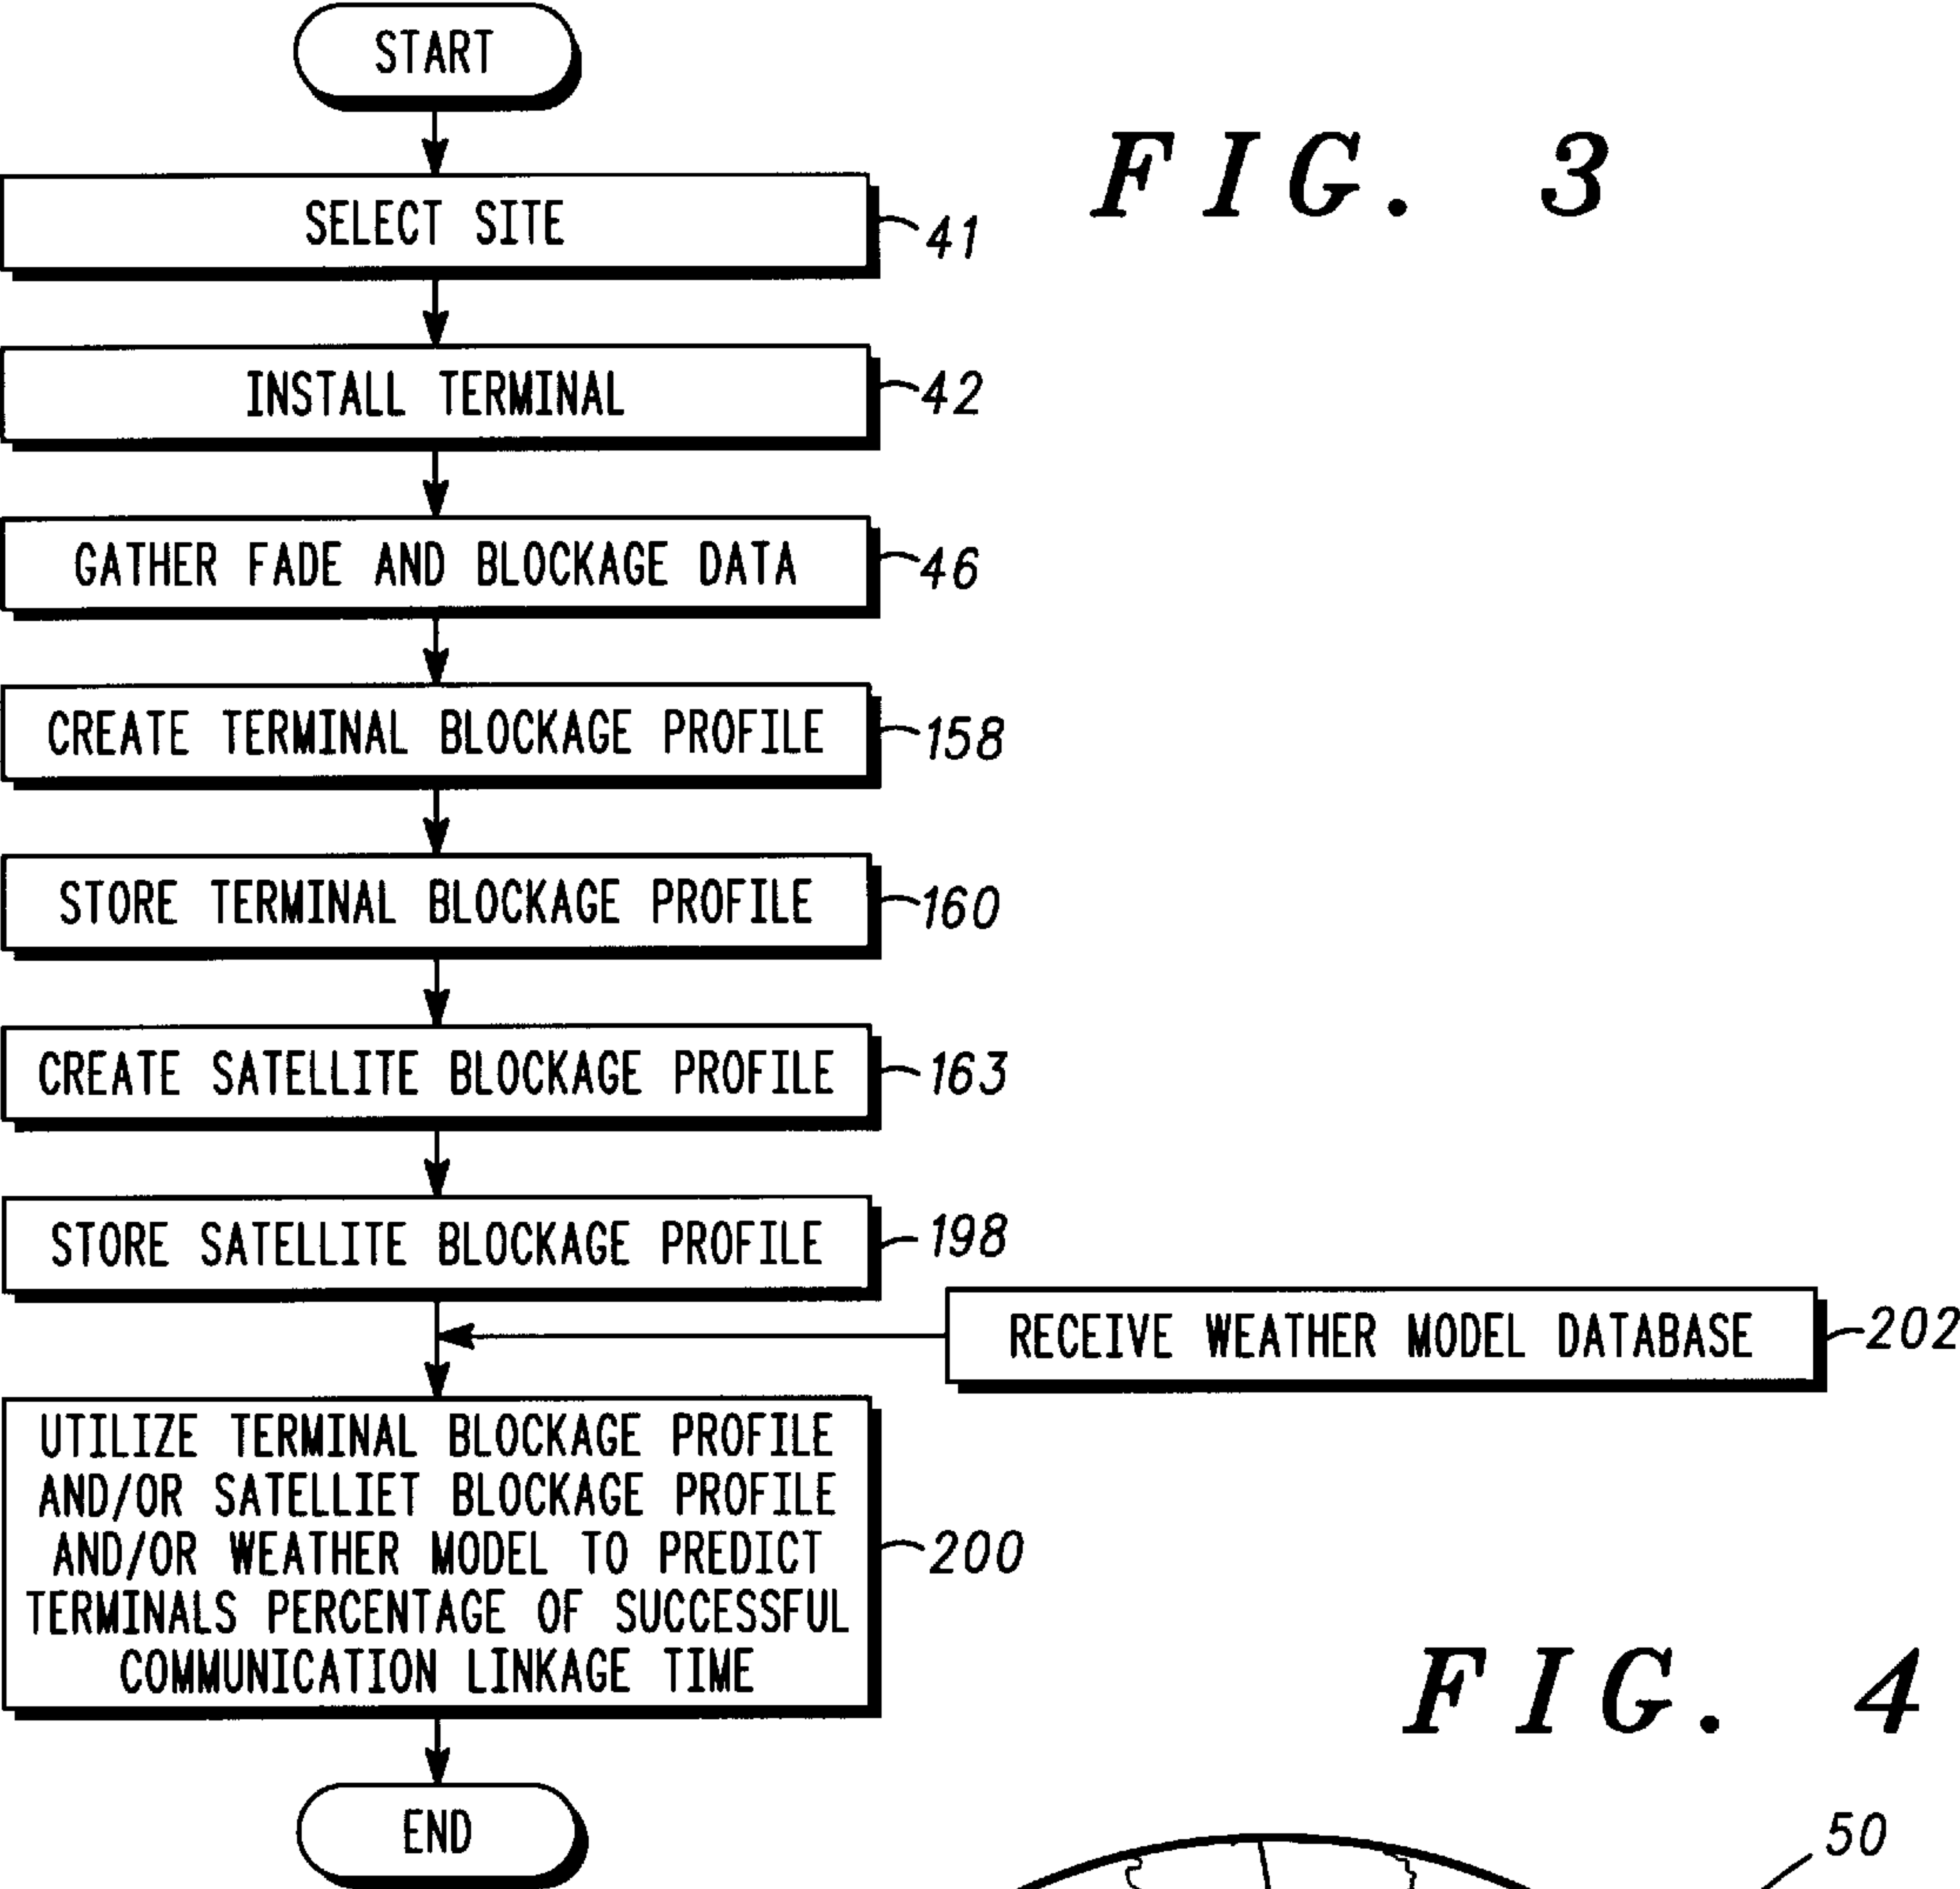 START
FIG. 3
SELECT SITE
41
INSTALL TERMINAL
42
GATHER FADE AND BLOCKAGE DATA
46
CREATE TERMINAL BLOCKAGE PROFILE
158
STORE TERMINAL BLOCKAGE PROFILE
160
CREATE SATELLITE BLOCKAGE PROFILE
163
STORE SATELLITE BLOCKAGE PROFILE
198
RECEIVE WEATHER MODEL DATABASE
202
UTILIZE TERMINAL BLOCKAGE PROFILE
AND/OR SATELLIET BLOCKAGE PROFILE
AND/OR WEATHER MODEL TO PREDICT
TERMINALS PERCENTAGE OF SUCCESSFUL
COMMUNICATION LINKAGE TIME
200
END
FIG. 4
50